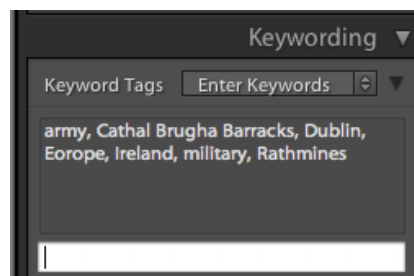 Keywording
Keyword Tags Enter Keywords
army, Cathal Brugha Barracks, Dublin,
Eorope, Ireland, military, Rathmines